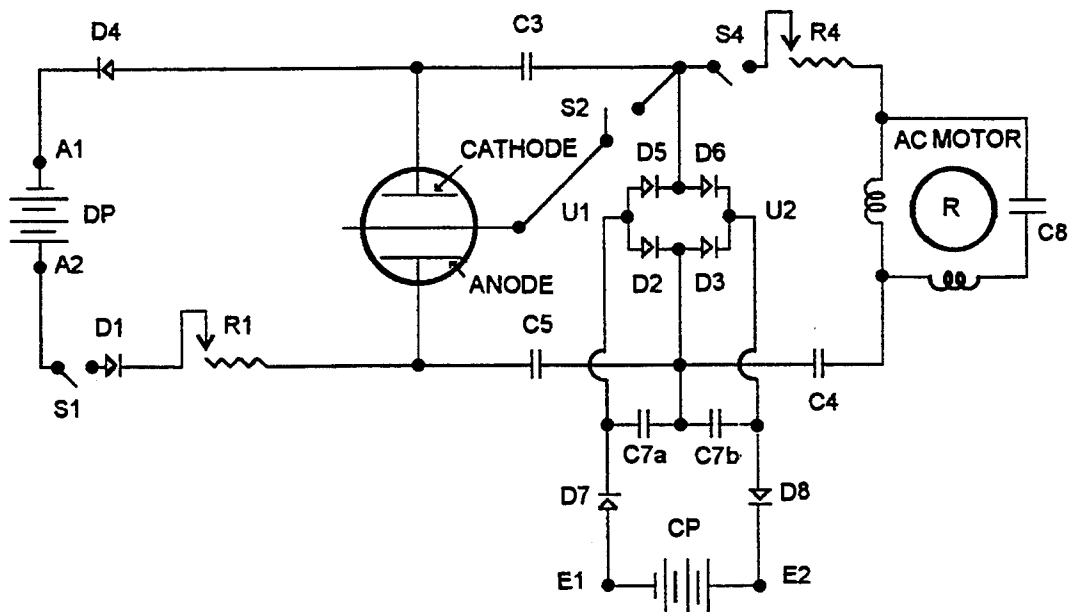 C3
D4
S4
R4
S2
A1
CATHODE
D5
D6
AC MOTOR
DP
U1
U2
R
C8
A2
ANODE
D2
D3
D1
R1
C5
S1
C4
C7a
C7b
D7
D8
CP
E1
E2